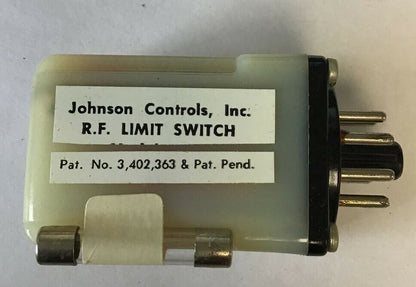 Johnson Controls, Inc.
R.F. LIMIT SWITCH
Pat. No. 3,402,363 & Pat. Pend.